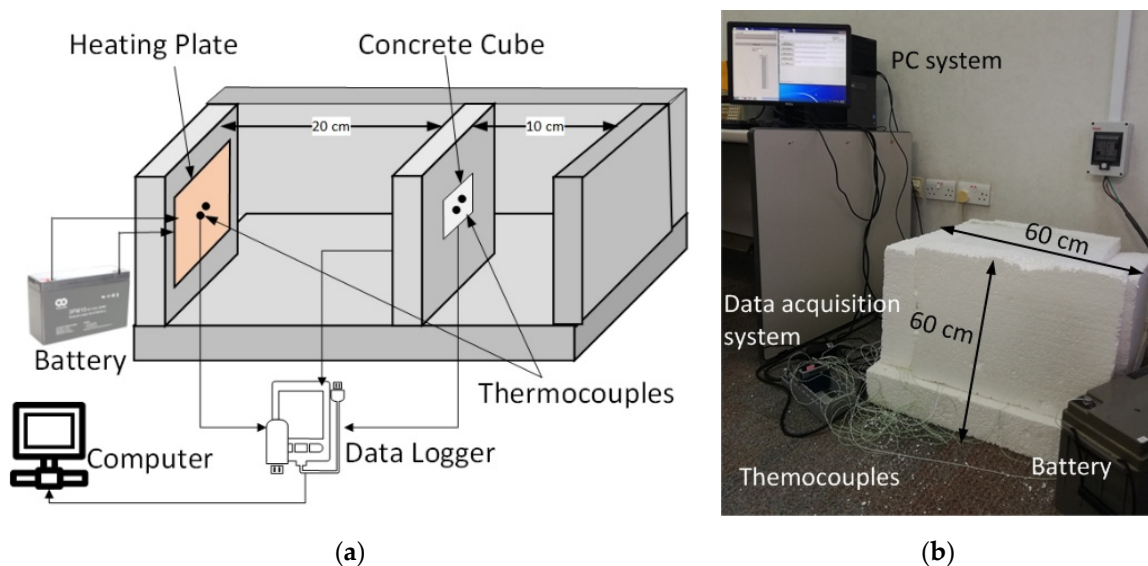 Heating Plate
Concrete Cube
20 cm
10 cm
Battery
Thermocouples
Computer
Data Logger
(a)
PC system
60 cm
Data acquisition
system
60 cm
Themocouples
Battery
(b)